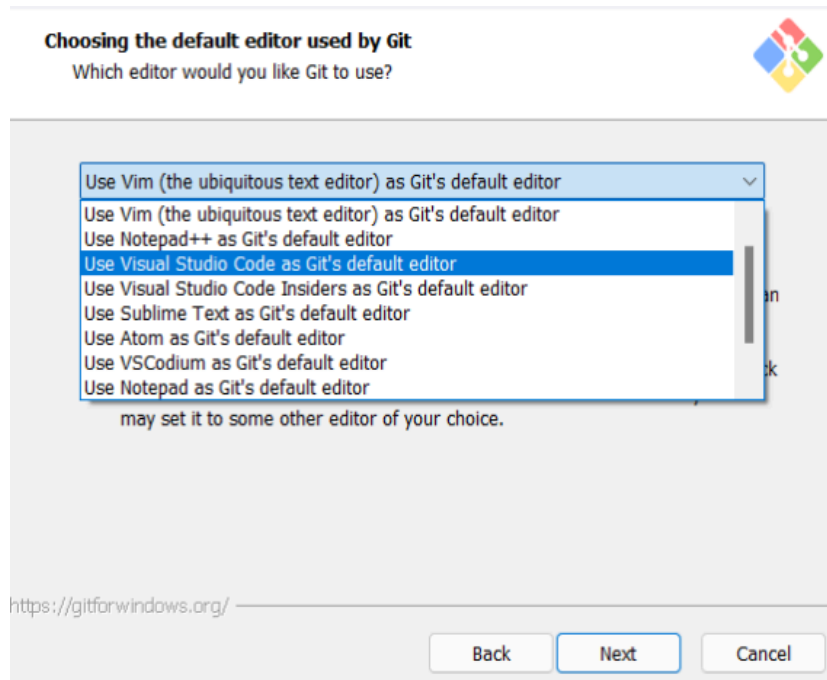 Choosing the default editor used by Git
Which editor would you like Git to use?
Use Vim (the ubiquitous text editor) as Git's default editor
Use Vim (the ubiquitous text editor) as Git's default editor
Use Notepad++ as Git's default editor
Use Visual Studio Code as Git's default editor
Use Visual Studio Code Insiders as Git's default editor
Use Sublime Text as Git's default editor
Use Atom as Git's default editor
Use VSCodium as Git's default editor
Use Notepad as Git's default editor
may set it to some other editor of your choice.
https://gitforwindows.org/
Back Next Cancel